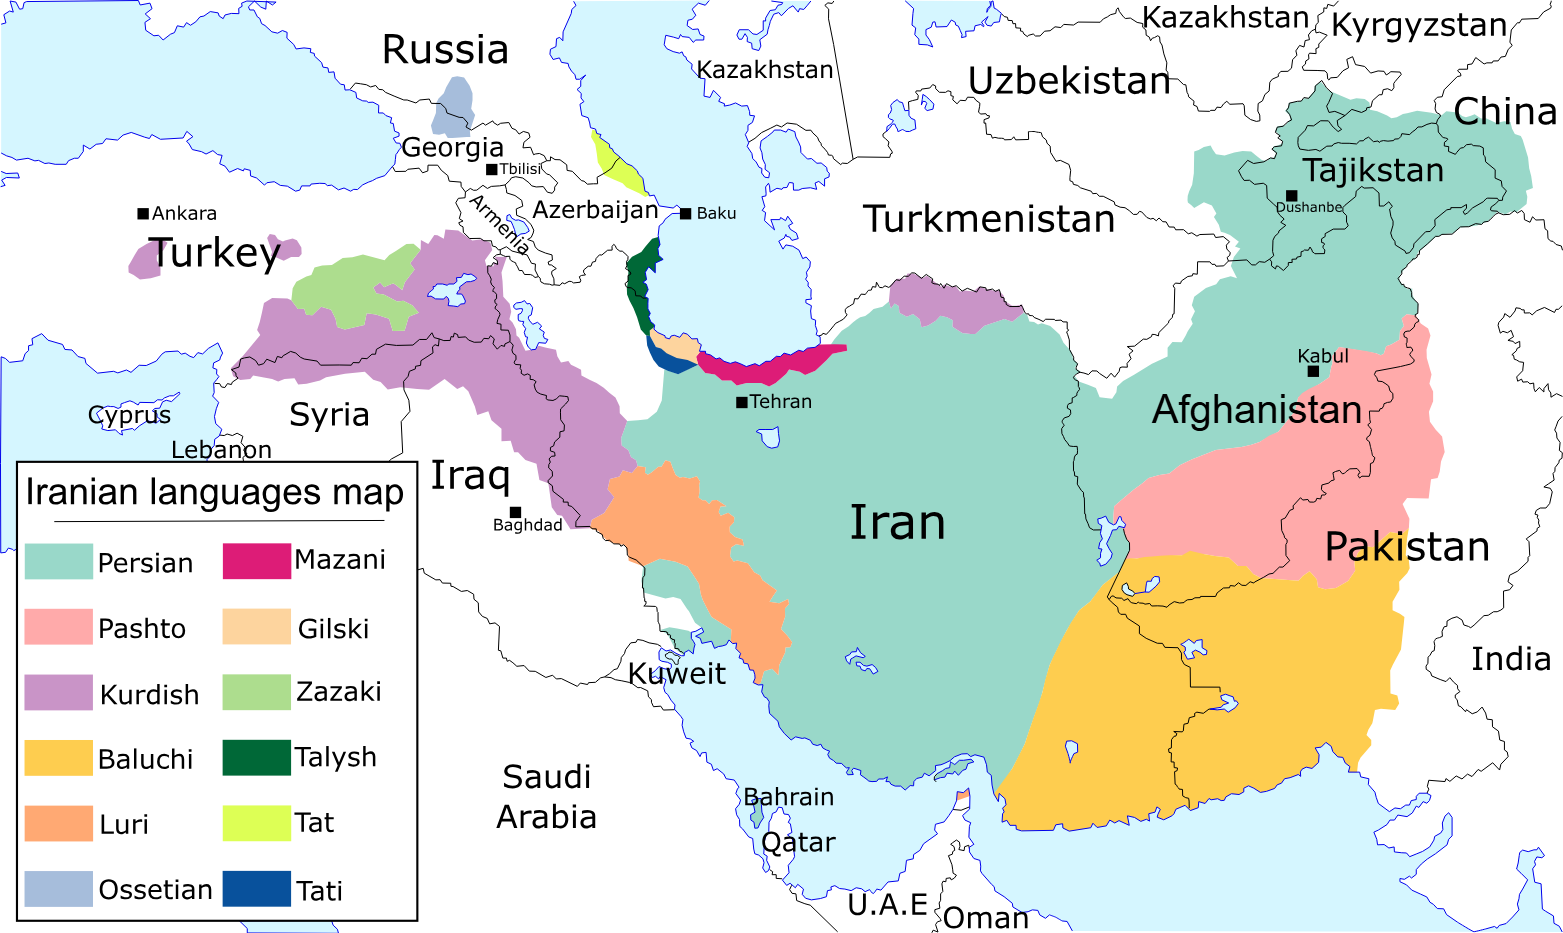 Russia
Kazakhstan
Kazakhstan
Kyrgyzstan
Uzbekistan
China
Georgia
Tbilisi
Tajikstan
Dushanbe
Ankara
Armenia
Azerbaijan
Baku
Turkmenistan
Turkey
Kabul
Tehran
Afghanistan
Cyprus
Syria
Lebanon
Iraq
Baghdad
Iran
Pakistan
India
Kuweit
Saudi
Arabia
Bahrain
Qatar
U.A.E
Oman
Iranian languages map
Persian
Mazani
Pashto
Gilski
Kurdish
Zazaki
Baluchi
Talysh
Luri
Tat
Ossetian
Tati